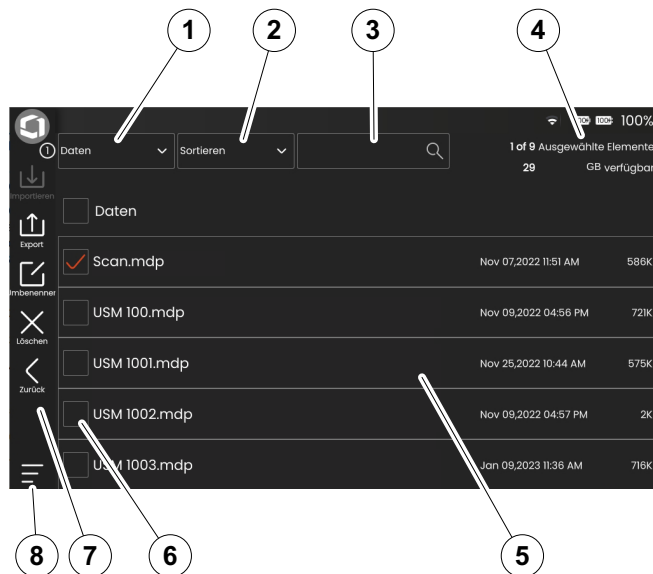 1 2 3 4
100 100 100%
1
Daten Sortieren
1 of 9 Ausgewählte Elemente
29 GB verfügbar
Importieren
Daten
Export
Scan.mdp Nov 07,2022 11:51 AM 586K
Umbenennen
USM 100.mdp Nov 09,2022 04:56 PM 721K
Löschen
USM 1001.mdp Nov 25,2022 10:44 AM 575K
Zurück
USM 1002.mdp Nov 09,2022 04:57 PM 2K
USM 1003.mdp Jan 09,2023 11:36 AM 716K
8 7 6 5